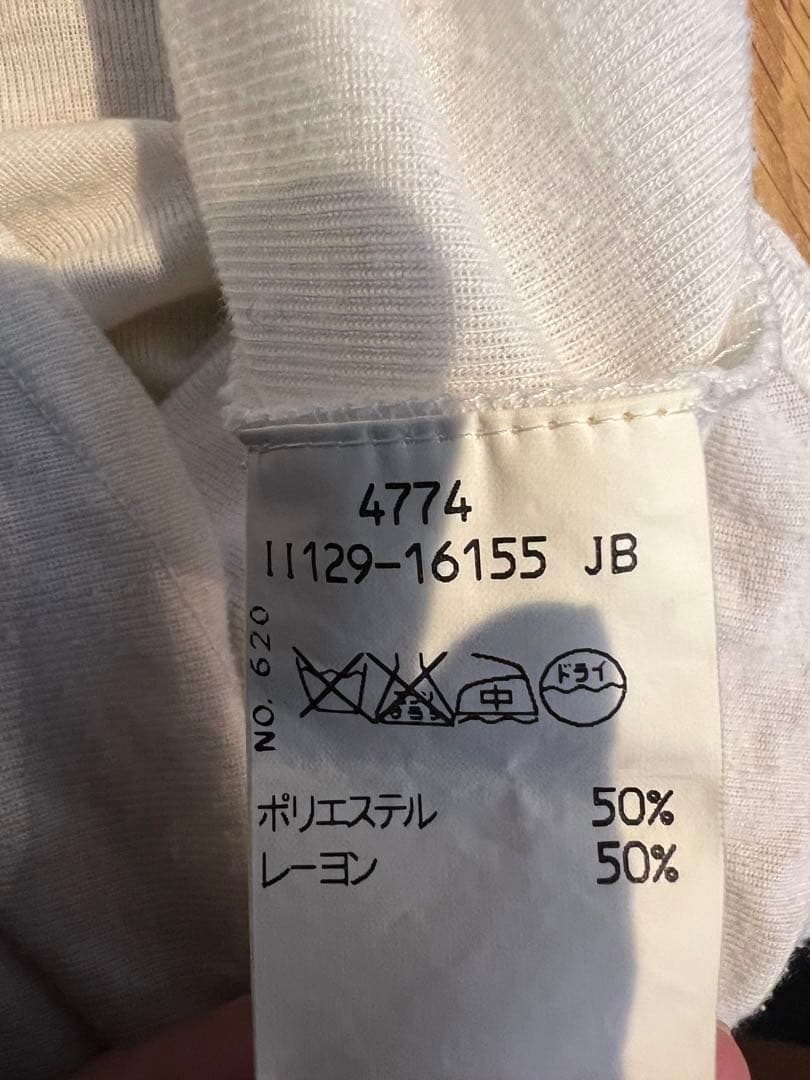 4774
11129-16155 JB
NO. 620
中
ドライ
ポリエステル 50%
レーヨン 50%